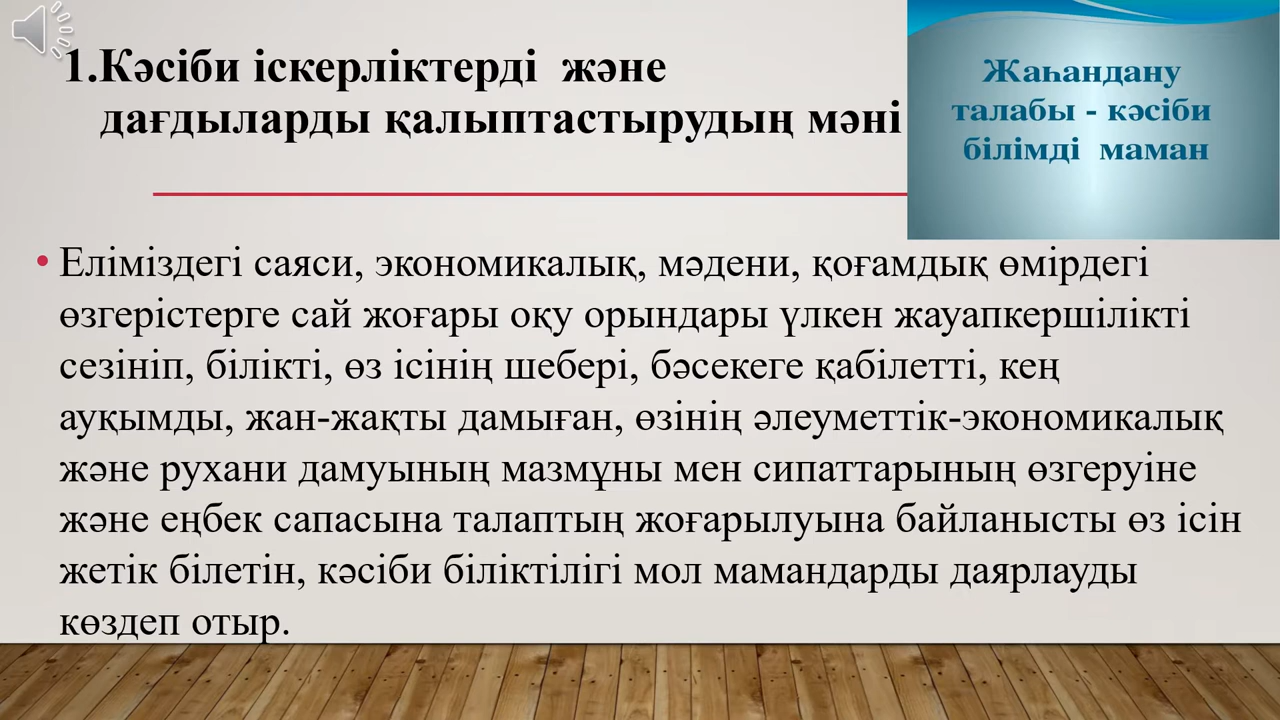 1.Кәсіби іскерліктерді және
дағдыларды қалыптастырудың мәні
Жаһандану
талабы - кәсіби
білімді маман
• Еліміздегі саяси, экономикалық, мәдени, қоғамдық өмірдегі
өзгерістерге сай жоғары оқу орындары үлкен жауапкершілікті
сезініп, білікті, өз ісінің шебері, бәсекеге қабілетті, кең
ауқымды, жан-жақты дамыған, өзінің әлеуметтік-экономикалық
және рухани дамуының мазмұны мен сипаттарының өзгеруіне
және еңбек сапасына талаптың жоғарылуына байланысты өз ісін
жетік білетін, кәсіби біліктілігі мол мамандарды даярлауды
көздеп отыр.